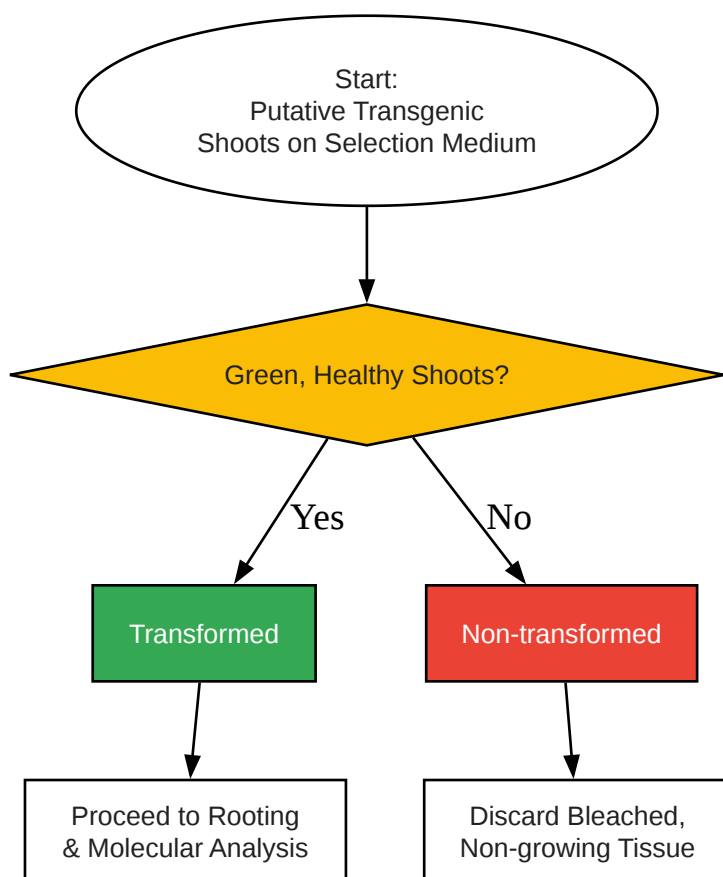 Start:
Putative Transgenic
Shoots on Selection Medium
Green, Healthy Shoots?
Yes
No
Transformed
Non-transformed
Proceed to Rooting
& Molecular Analysis
Discard Bleached,
Non-growing Tissue